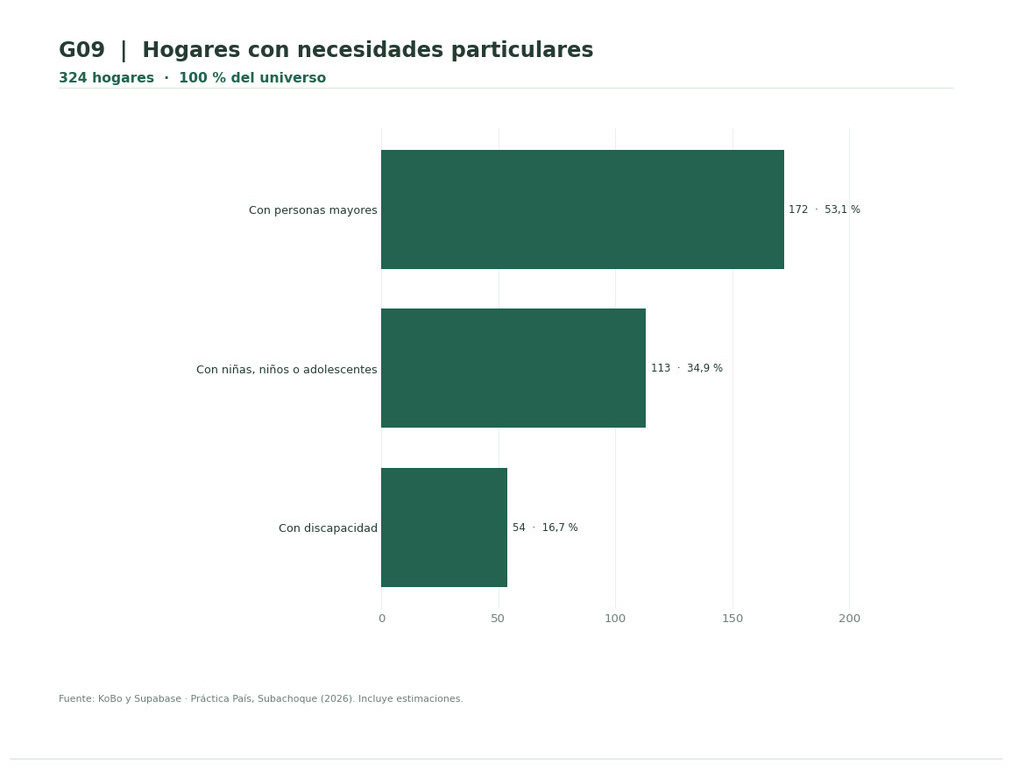 G09 | Hogares con necesidades particulares
324 hogares · 100 % del universo
Con personas mayores
172 · 53,1 %
Con niñas, niños o adolescentes
113 · 34,9 %
Con discapacidad
54 · 16,7 %
0 50 100 150 200
Fuente: KoBo y Supabase · Práctica País, Subachoque (2026). Incluye estimaciones.